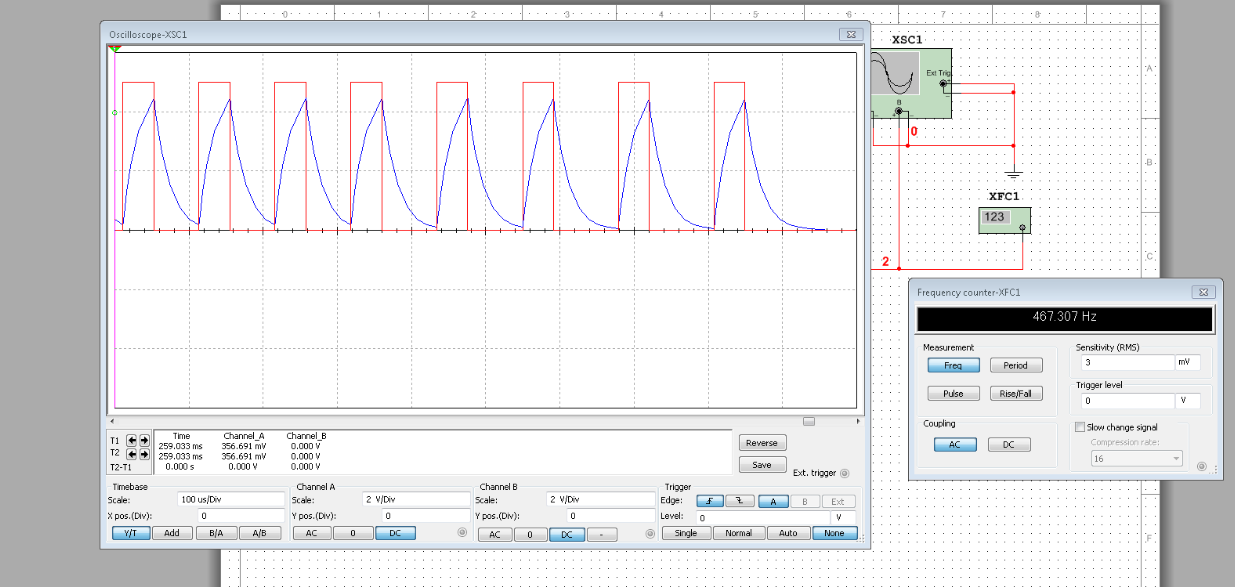 0 1 2 3 4 5 6 7 8
Oscilloscope-XSC1
XSC1
Ext Trig
B
0
A
B
C
F
XFC1
123
2
Frequency counter-XFC1
467.307 Hz
Measurement
Freq Period
Pulse Rise/Fall
Coupling
AC DC
Sensitivity (RMS)
3 mV
Trigger level
0 V
Slow change signal
Compression rate:
16
Time Channel_A Channel_B
T1 259.033 ms 356.691 mV 0.000 V
T2 259.033 ms 356.691 mV 0.000 V
T2-T1 0.000 s 0.000 V 0.000 V
Reverse
Save
Ext. trigger
Timebase
Scale: 100 us/Div
X pos.(Div): 0
Y/T Add B/A A/B
Channel A
Scale: 2 V/Div
Y pos.(Div): 0
AC 0 DC
Channel B
Scale: 2 V/Div
Y pos.(Div): 0
AC 0 DC -
Trigger
Edge: A B Ext
Level: 0 V
Single Normal Auto None